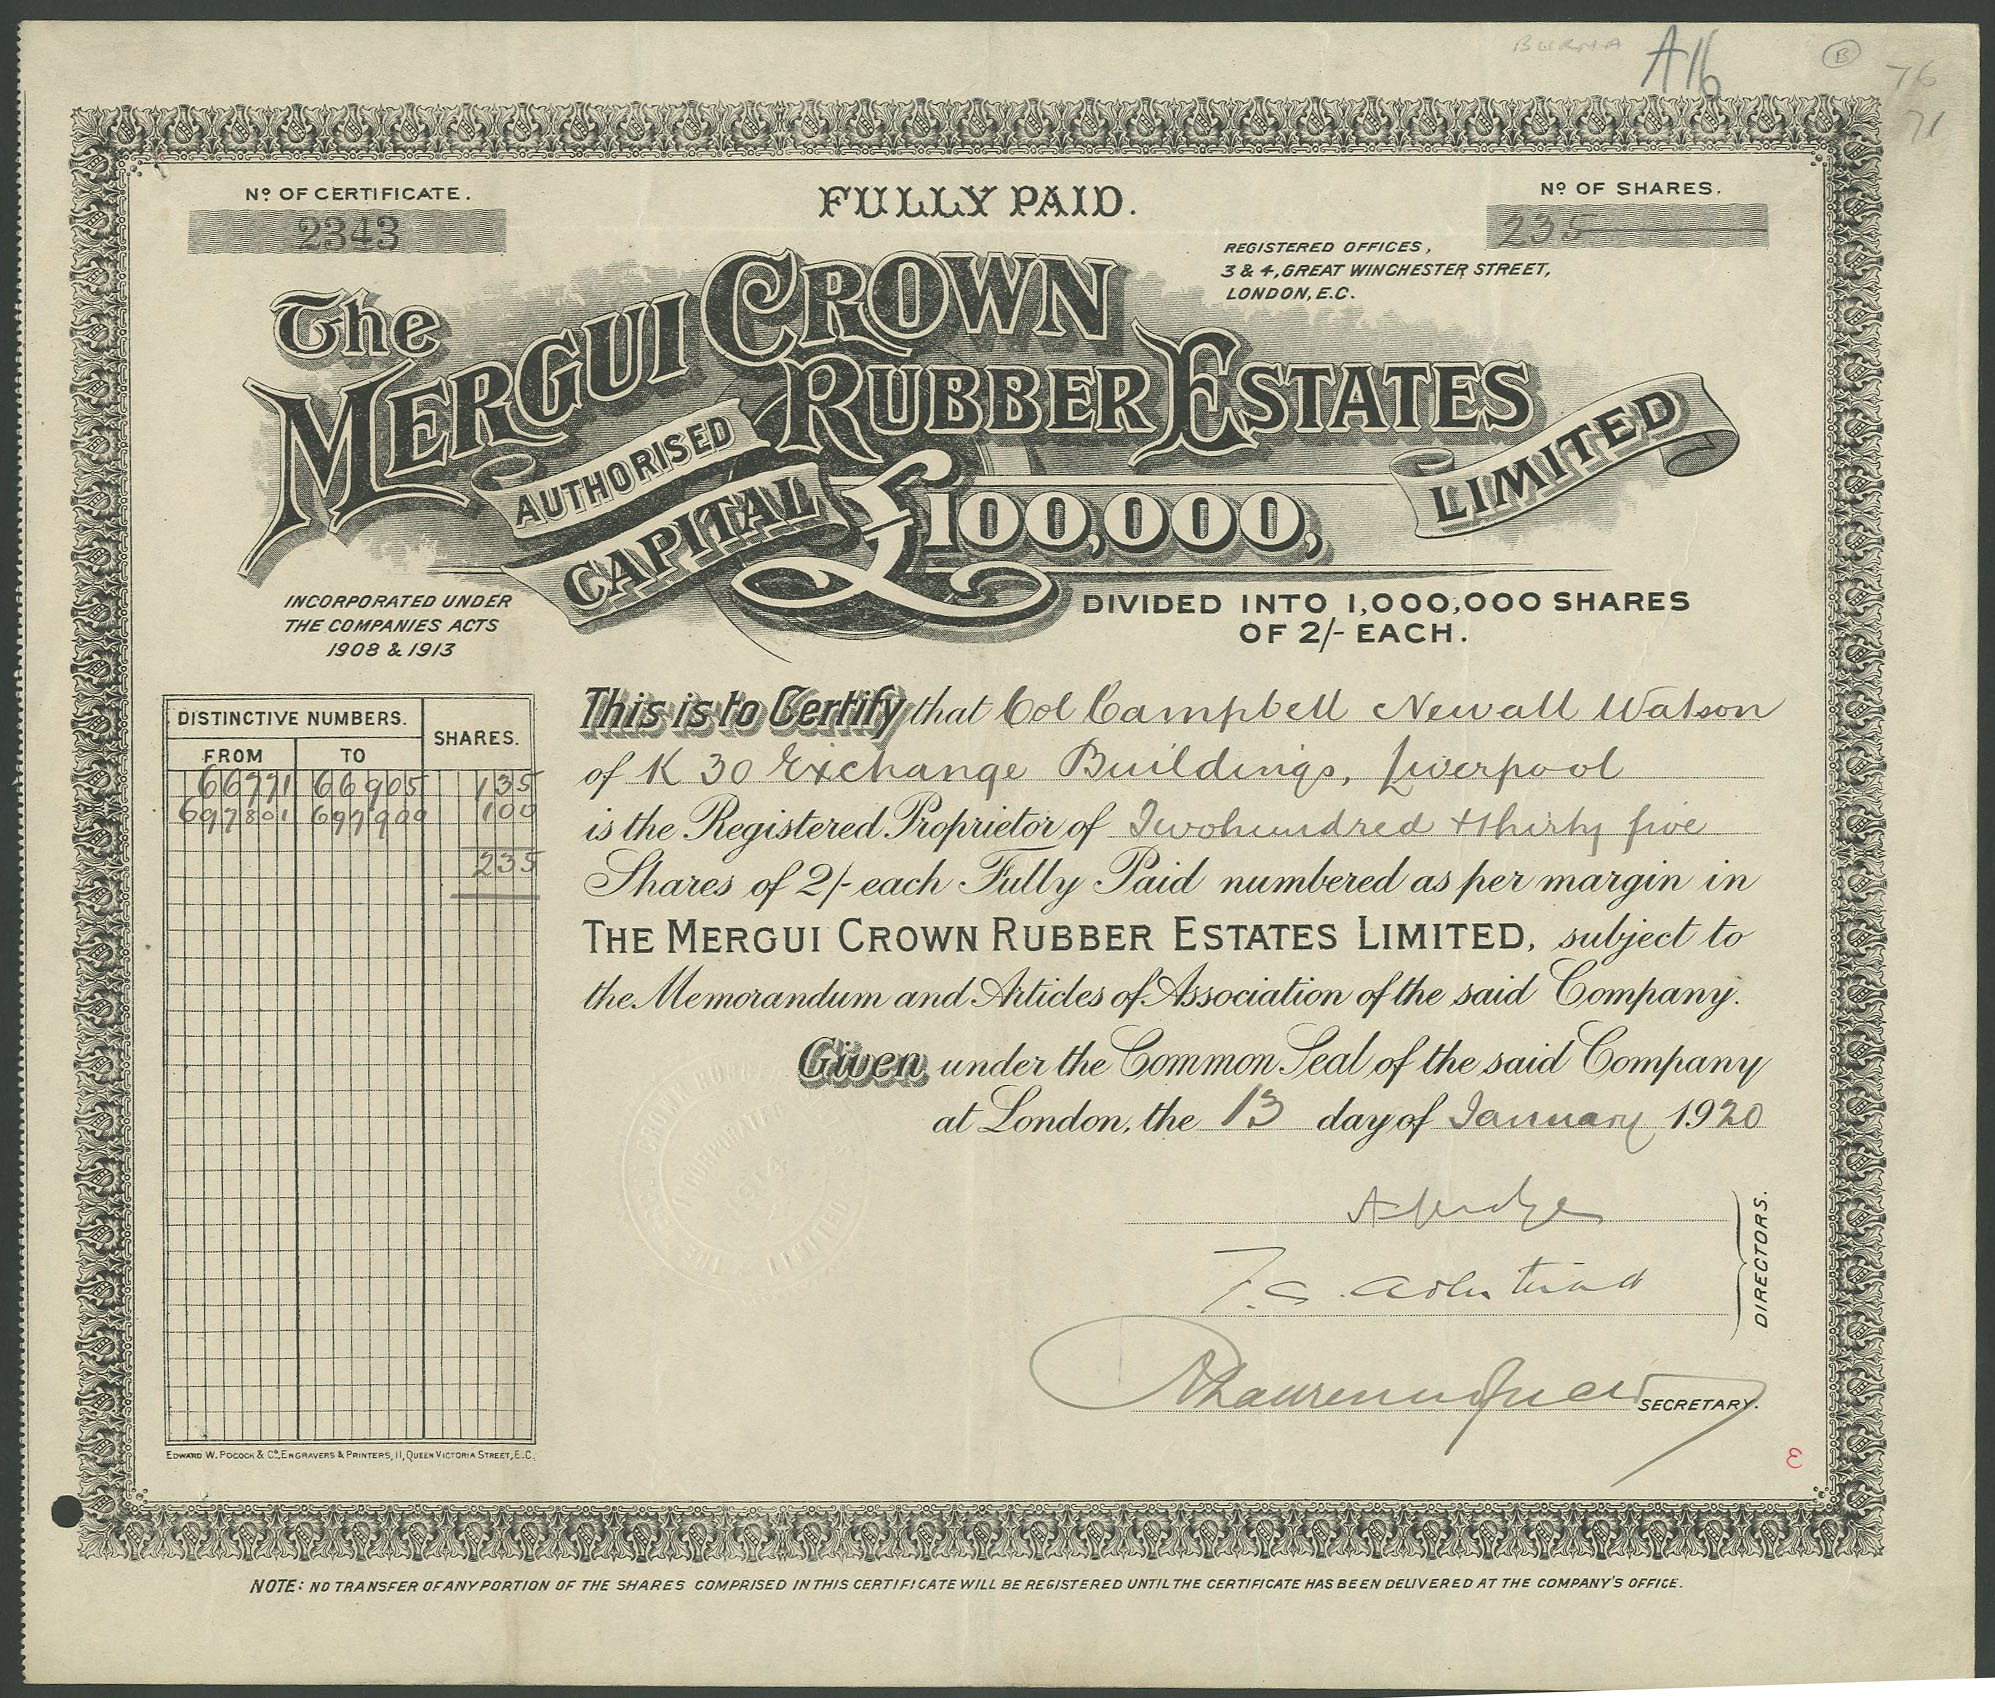 BURMA A16 B 76
71
Nº OF CERTIFICATE.
2343
FULLY PAID.
Nº OF SHARES.
235
REGISTERED OFFICES,
3 & 4, GREAT WINCHESTER STREET,
LONDON, E.C.
The
MERGUI CROWN
RUBBER ESTATES
LIMITED
AUTHORISED
CAPITAL
£100,000,
DIVIDED INTO 1,000,000 SHARES
OF 2/- EACH.
INCORPORATED UNDER
THE COMPANIES ACTS
1908 & 1913
DISTINCTIVE NUMBERS.
SHARES.
FROM TO
66771 66905 135
697801 697900 100
235
This is to Certify that Col Campbell Newall Watson
of K 30 Exchange Buildings, Liverpool
is the Registered Proprietor of Two hundred & thirty five
Shares of 2/- each Fully Paid numbered as per margin in
THE MERGUI CROWN RUBBER ESTATES LIMITED, subject to
the Memorandum and Articles of Association of the said Company.
Given under the Common Seal of the said Company
at London, the 13 day of January 1920
DIRECTORS.
SECRETARY.
EDWARD W. POCOCK & Co., ENGRAVERS & PRINTERS, 11, QUEEN VICTORIA STREET, E.C.
NOTE: NO TRANSFER OF ANY PORTION OF THE SHARES COMPRISED IN THIS CERTIFICATE WILL BE REGISTERED UNTIL THE CERTIFICATE HAS BEEN DELIVERED AT THE COMPANY'S OFFICE.